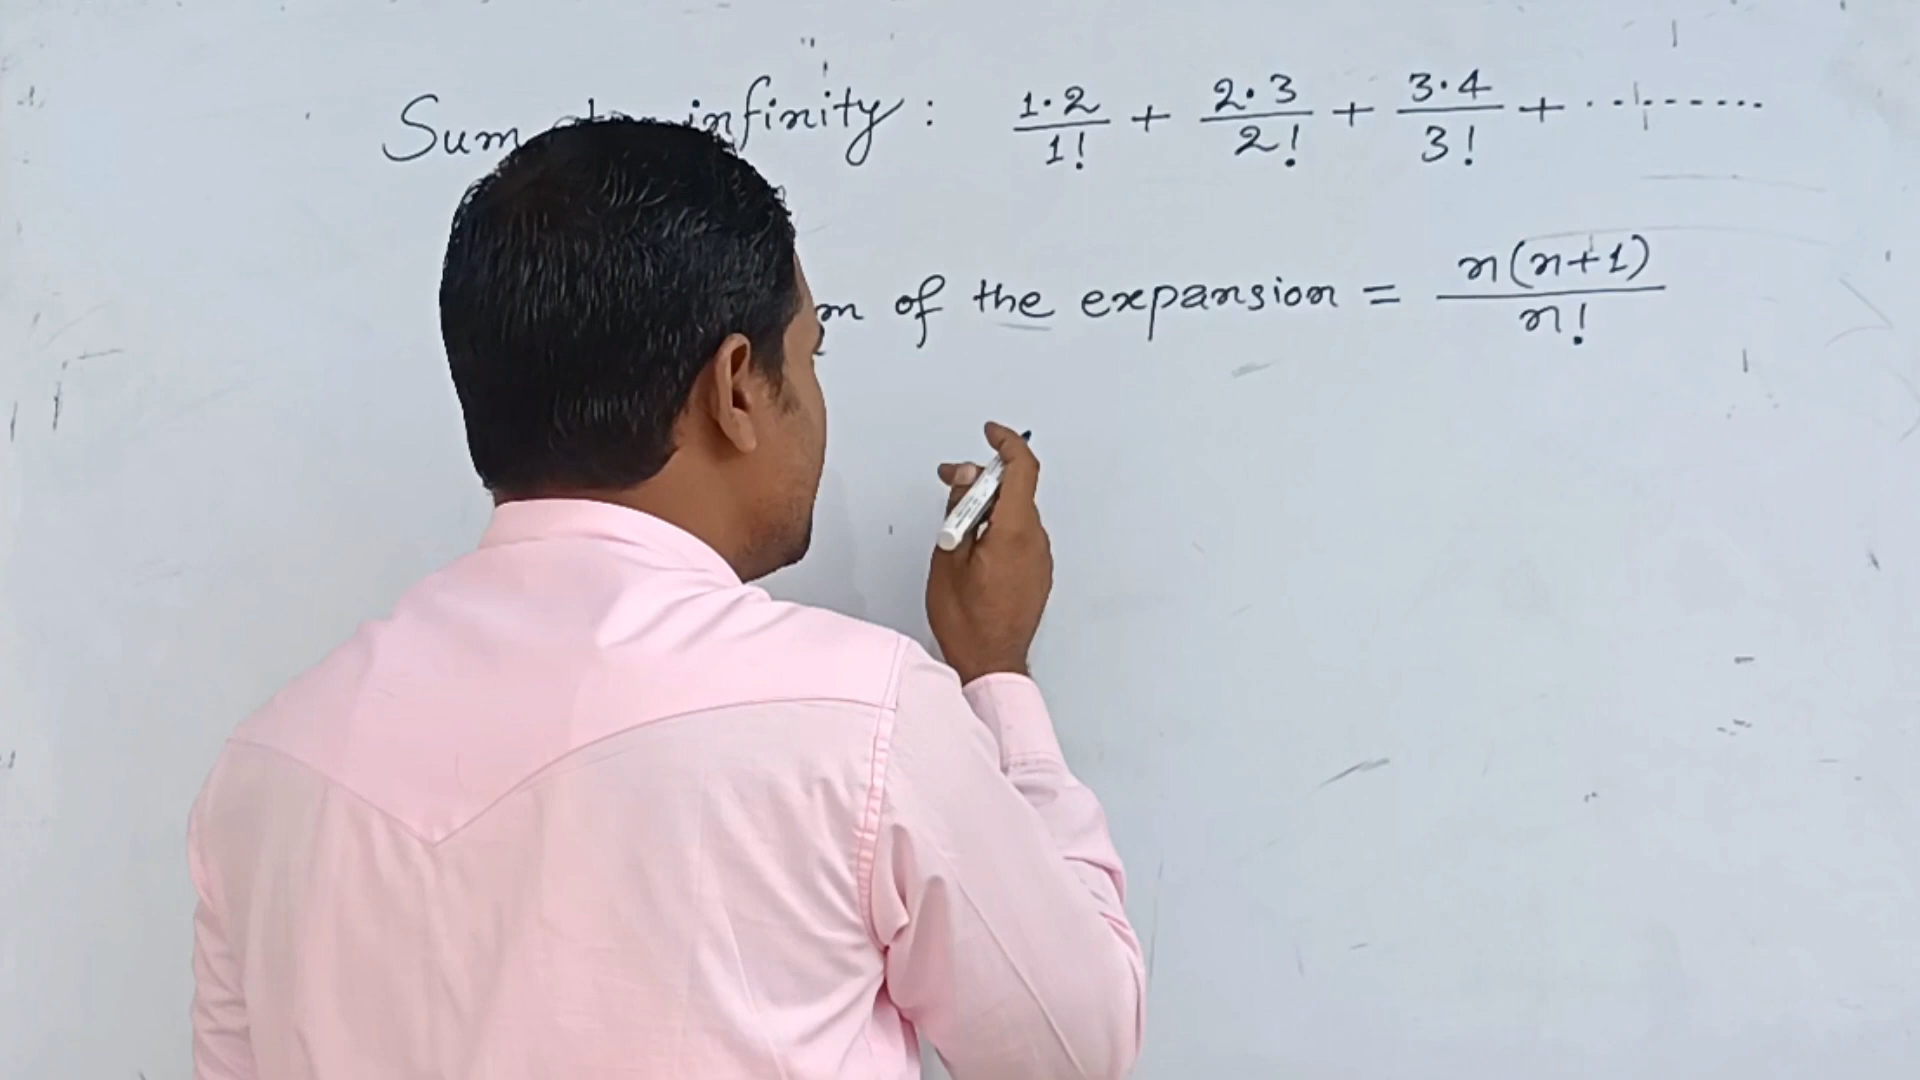 Sum infinity : 1·2/1! + 2·3/2! + 3·4/3! + ..........
of the expansion = n(n+1)/n!